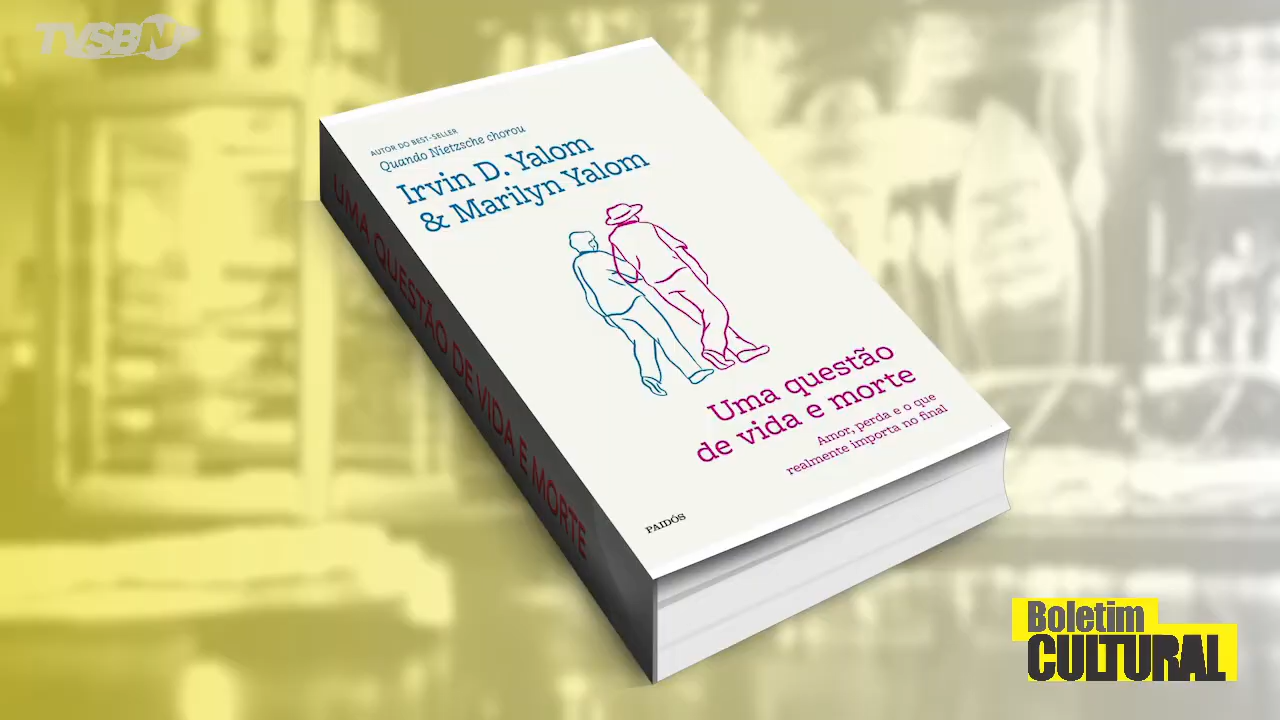 TVSBN
AUTOR DO BEST-SELLER
Quando Nietzsche chorou
Irvin D. Yalom
& Marilyn Yalom
UMA QUESTÃO DE VIDA E MORTE
Uma questão
de vida e morte
Amor, perda e o que
realmente importa no final
PAIDÓS
Boletim
CULTURAL